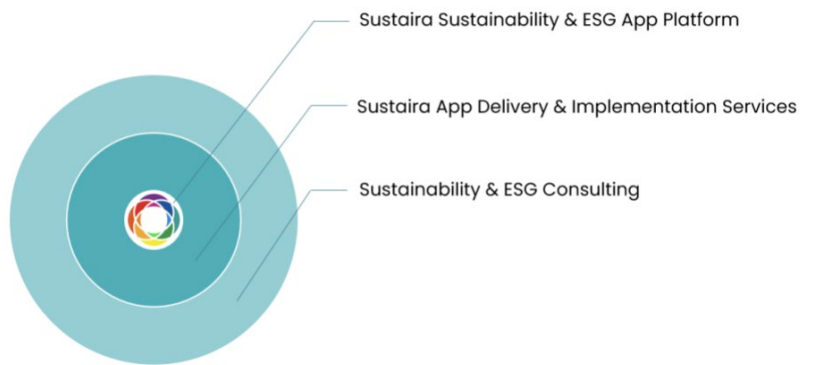 Sustaira Sustainability & ESG App Platform
Sustaira App Delivery & Implementation Services
Sustainability & ESG Consulting